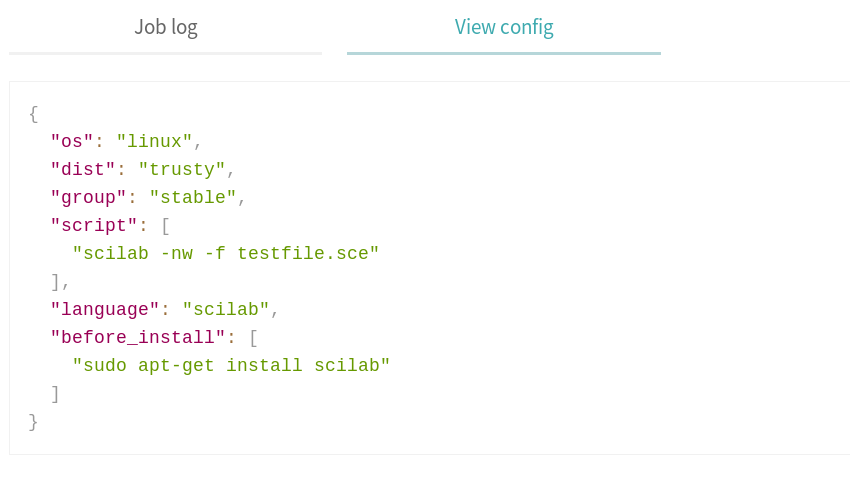 Job log
View config
{
  "os": "linux",
  "dist": "trusty",
  "group": "stable",
  "script": [
    "scilab -nw -f testfile.sce"
  ],
  "language": "scilab",
  "before_install": [
    "sudo apt-get install scilab"
  ]
}